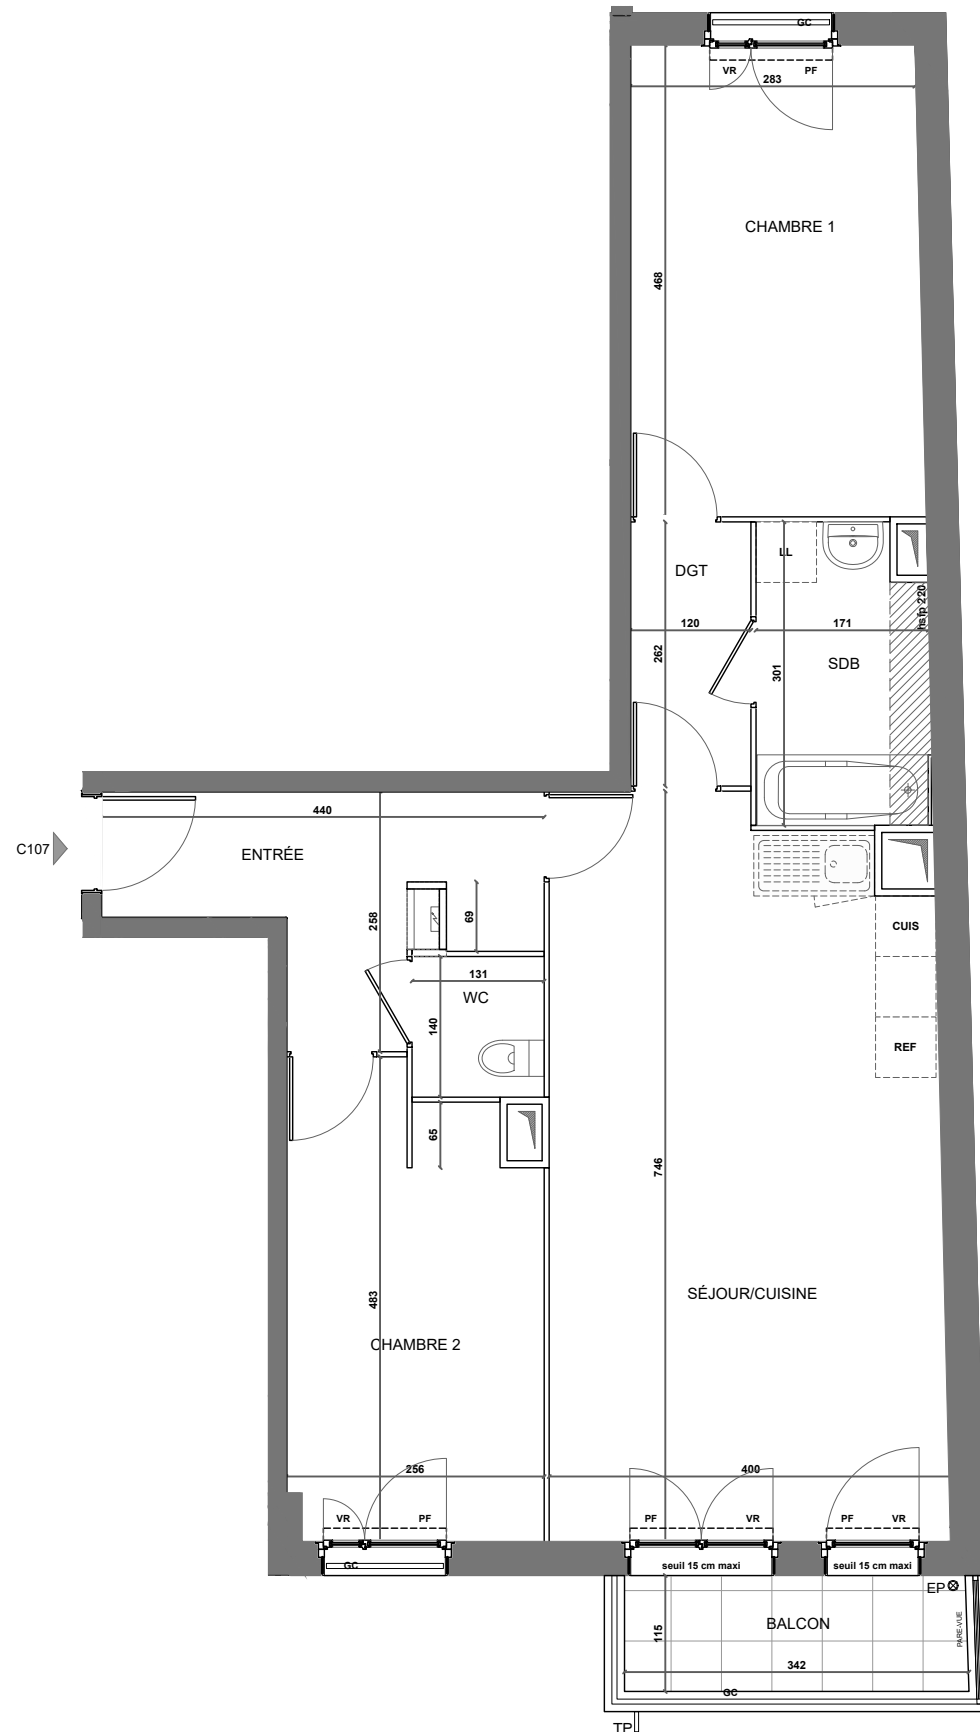 GC
VR PF
283
CHAMBRE 1
468
LL
DGT
hsfp 220
120 171
262
SDB
301
440
C107
ENTRÉE
258
69
CUIS
131
WC
140
REF
65
746
483
SÉJOUR/CUISINE
CHAMBRE 2
256 400
VR PF PF VR PF VR
GC seuil 15 cm maxi seuil 15 cm maxi
EP
BALCON
115
PARE-VUE
342
GC
TP